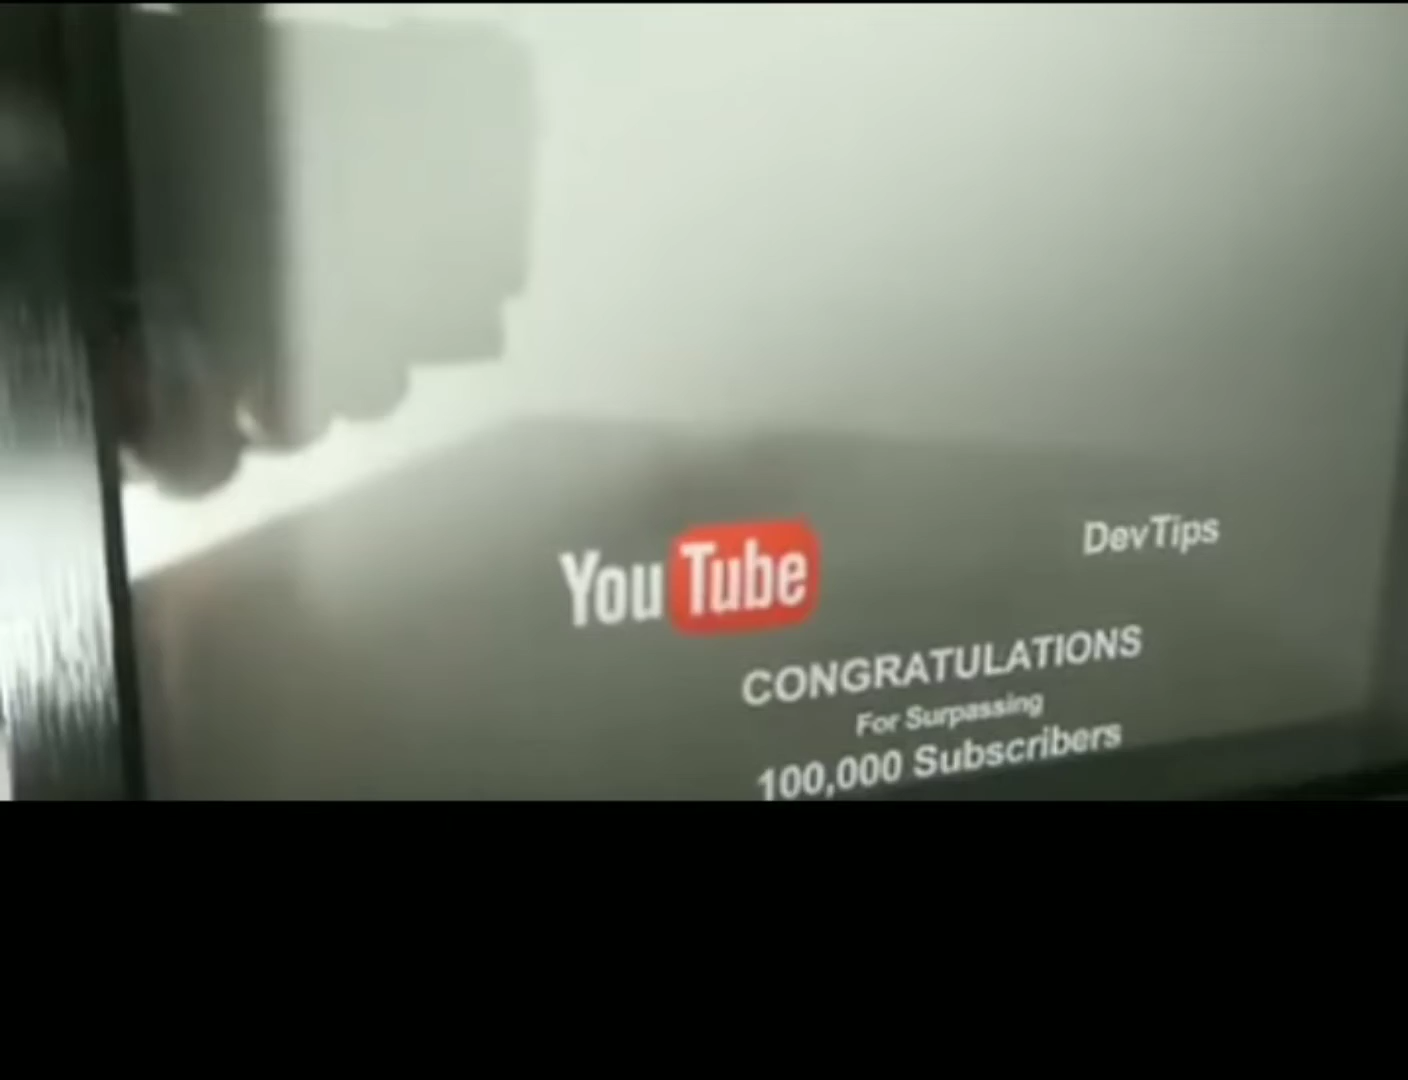 DevTips
YouTube
CONGRATULATIONS
For Surpassing
100,000 Subscribers